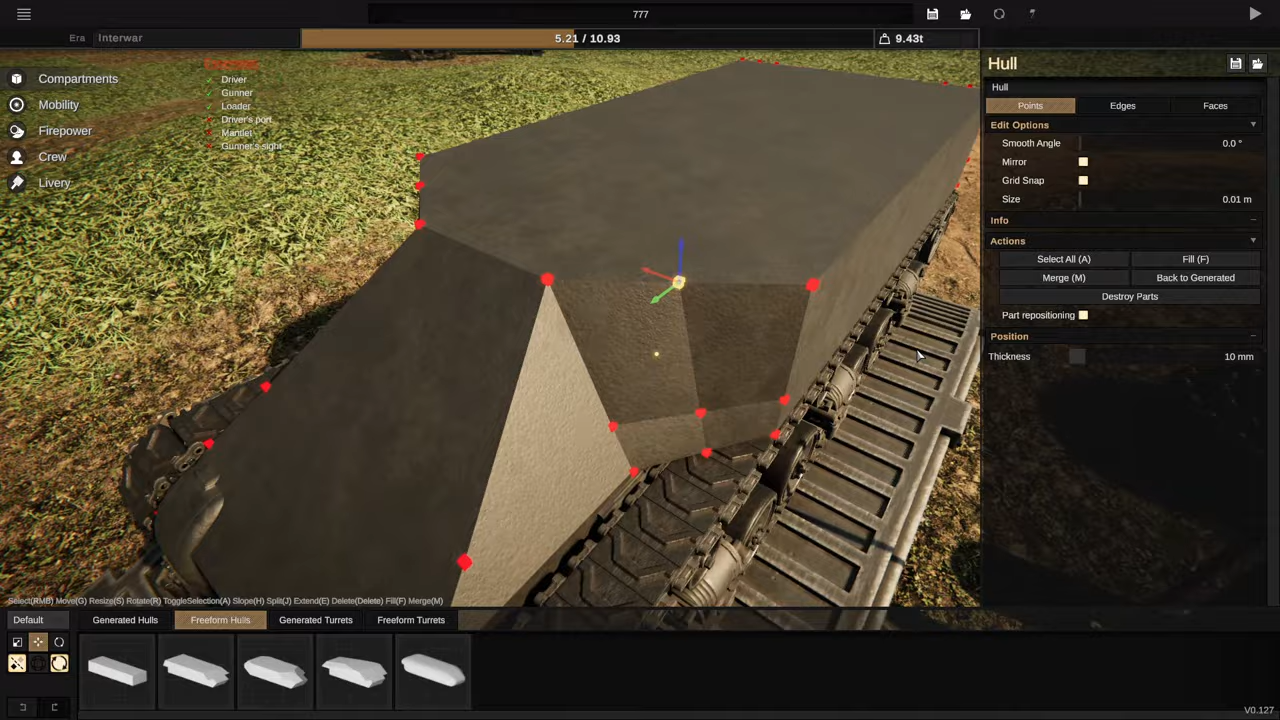 777
Era Interwar 5.21 / 10.93 9.43t
Compartments
Mobility
Firepower
Crew
Livery
Driver
Gunner
Loader
Driver's port
Mantlet
Gunner's sight
Hull
Hull
Points Edges Faces
Edit Options
Smooth Angle 0.0 °
Mirror
Grid Snap
Size 0.01 m
Info
Actions
Select All (A) Fill (F)
Merge (M) Back to Generated
Destroy Parts
Part repositioning
Position
Thickness 10 mm
Select(RMB) Move(G) Resize(S) Rotate(R) ToggleSelection(A) Slope(H) Split(J) Extend(E) Delete(Delete) Fill(F) Merge(M)
Default Generated Hulls Freeform Hulls Generated Turrets Freeform Turrets
V0.127